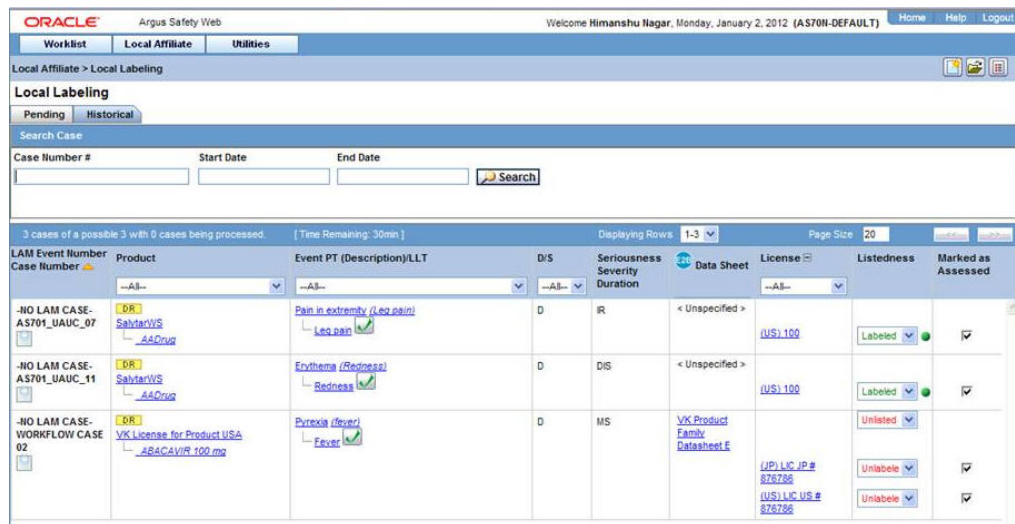 ORACLE Argus Safety Web Welcome Himanshu Nagar, Monday, January 2, 2012 (AS70N-DEFAULT) Home Help Logout
Worklist Local Affiliate Utilities
Local Affiliate > Local Labeling
Local Labeling
Pending Historical
Search Case
Case Number # Start Date End Date
Search
3 cases of a possible 3 with 0 cases being processed. [ Time Remaining: 30min ] Displaying Rows 1-3 Page Size 20 << >>
LAM Event Number Product Event PT (Description)/LLT D/S Seriousness E2B Data Sheet License Listedness Marked as
Case Number Severity Assessed
Duration
--All-- --All-- --All-- --All--
-NO LAM CASE- DR Pain in extremity (Leg pain) D IR < Unspecified >
AS701_UAUC_07 SalytarWS Leg pain (US) 100 Labeled
AADrug
-NO LAM CASE- DR Erythema (Redness) D DIS < Unspecified >
AS701_UAUC_11 SalytarWS Redness (US) 100 Labeled
AADrug
-NO LAM CASE- DR Pyrexia (fever) D MS VK Product Unlisted
WORKFLOW CASE VK License for Product USA Fever Family
02 ABACAVIR 100 mg Datasheet E
(JP) LIC JP # Unlabele
876786
(US) LIC US # Unlabele
876786